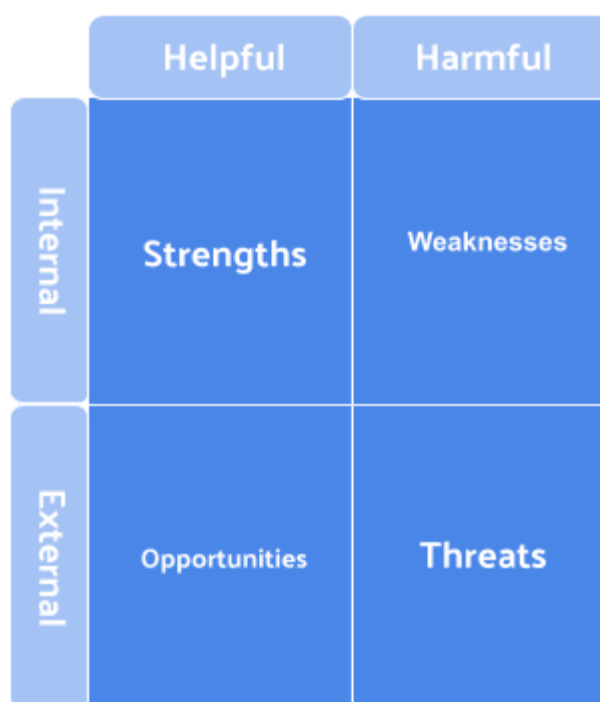 Helpful
Harmful
Internal
Strengths
Weaknesses
External
Opportunities
Threats